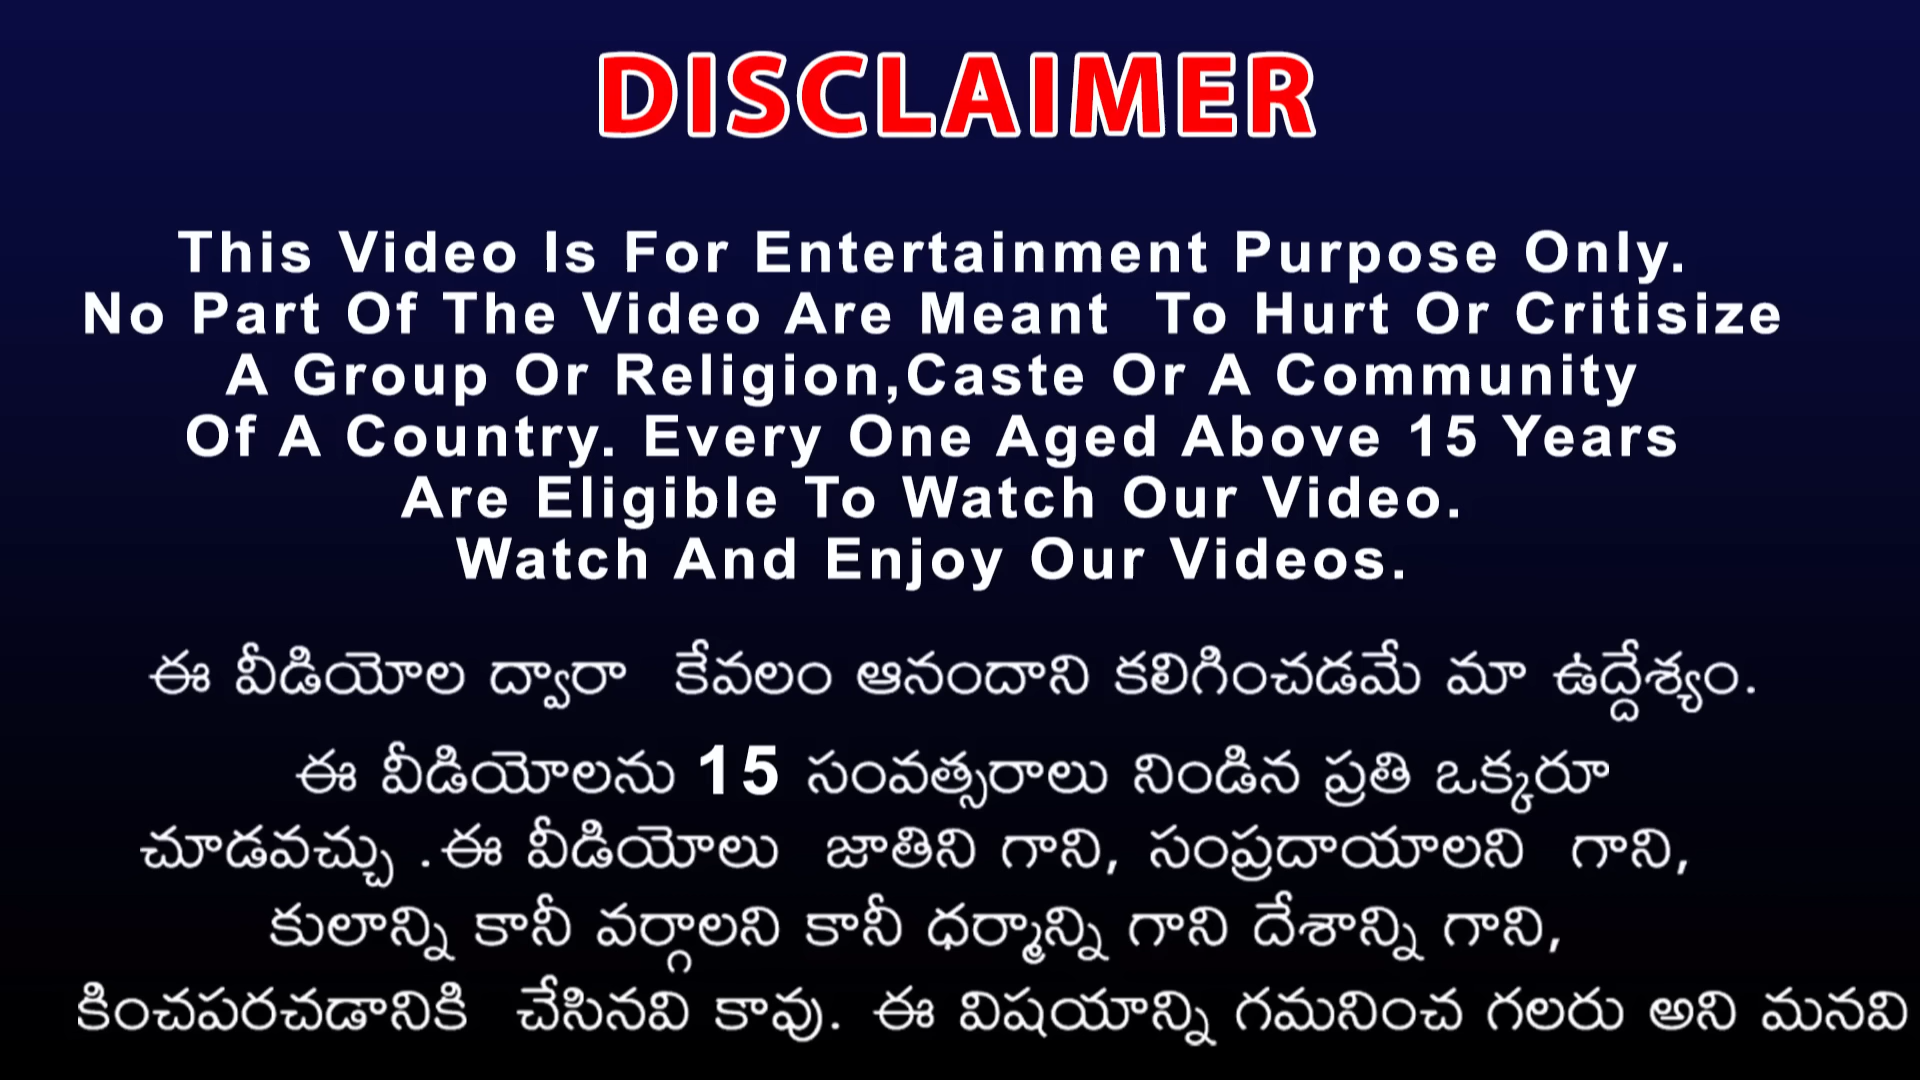 DISCLAIMER
This Video Is For Entertainment Purpose Only.
No Part Of The Video Are Meant To Hurt Or Critisize
A Group Or Religion,Caste Or A Community
Of A Country. Every One Aged Above 15 Years
Are Eligible To Watch Our Video.
Watch And Enjoy Our Videos.
ఈ వీడియోల ద్వారా కేవలం ఆనందాని కలిగించడమే మా ఉద్దేశ్యం.
ఈ వీడియోలను 15 సంవత్సరాలు నిండిన ప్రతి ఒక్కరూ
చూడవచ్చు .ఈ వీడియోలు జాతిని గాని, సంప్రదాయాలని గాని,
కులాన్ని కానీ వర్గాలని కానీ ధర్మాన్ని గాని దేశాన్ని గాని,
కించపరచడానికి చేసినవి కావు. ఈ విషయాన్ని గమనించ గలరు అని మనవి